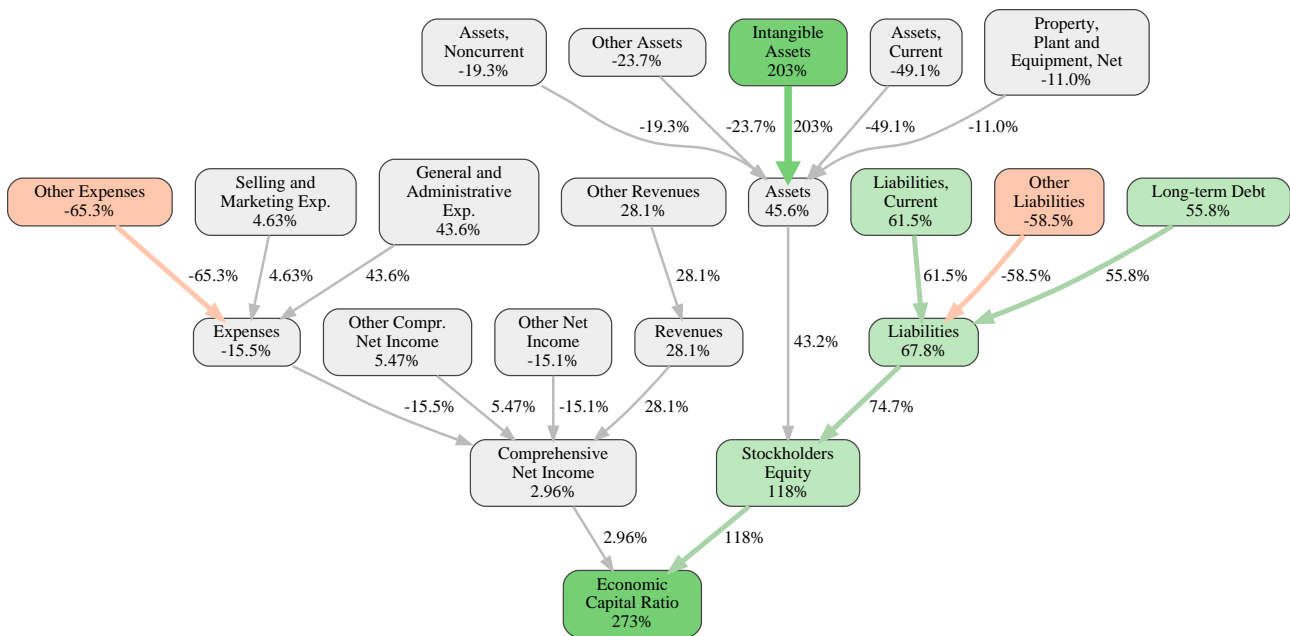 Assets,
Noncurrent
-19.3%
Other Assets
-23.7%
Intangible
Assets
203%
Assets,
Current
-49.1%
Property,
Plant and
Equipment, Net
-11.0%
-19.3%
-23.7%
203%
-49.1%
-11.0%
Other Expenses
-65.3%
Selling and
Marketing Exp.
4.63%
General and
Administrative
Exp.
43.6%
Other Revenues
28.1%
Assets
45.6%
Liabilities,
Current
61.5%
Other
Liabilities
-58.5%
Long-term Debt
55.8%
-65.3%
4.63%
43.6%
28.1%
61.5%
-58.5%
55.8%
Expenses
-15.5%
Other Compr.
Net Income
5.47%
Other Net
Income
-15.1%
Revenues
28.1%
43.2%
Liabilities
67.8%
-15.5%
5.47%
-15.1%
28.1%
74.7%
Comprehensive
Net Income
2.96%
Stockholders
Equity
118%
2.96%
118%
Economic
Capital Ratio
273%